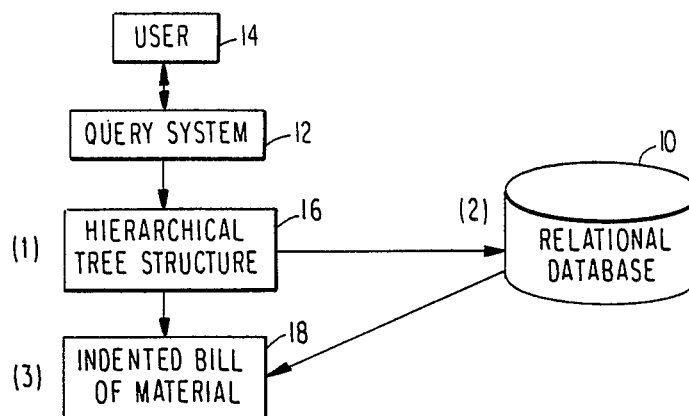 USER
14
QUERY SYSTEM
12
10
16
(1)
HIERARCHICAL
TREE STRUCTURE
(2)
RELATIONAL
DATABASE
18
(3)
INDENTED BILL
OF MATERIAL